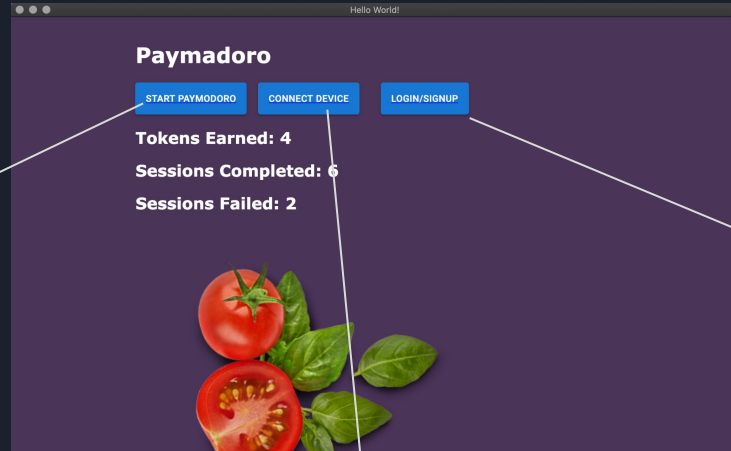 Hello World!
Paymadoro
START PAYMODORO CONNECT DEVICE LOGIN/SIGNUP
Tokens Earned: 4
Sessions Completed: 6
Sessions Failed: 2